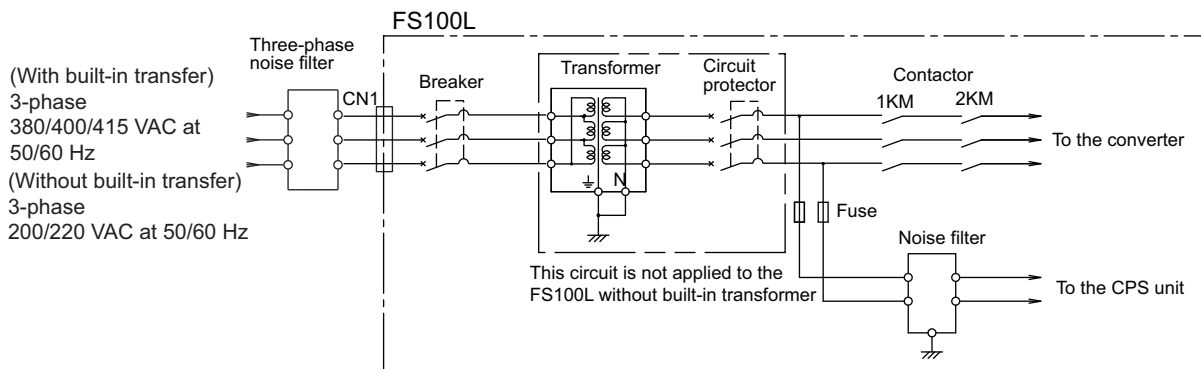 FS100L
Three-phase
noise filter
(With built-in transfer)
3-phase
380/400/415 VAC at
50/60 Hz
(Without built-in transfer)
3-phase
200/220 VAC at 50/60 Hz
CN1
Breaker
Transformer
N
Circuit
protector
Contactor
1KM
2KM
To the converter
Fuse
This circuit is not applied to the
FS100L without built-in transformer
Noise filter
To the CPS unit